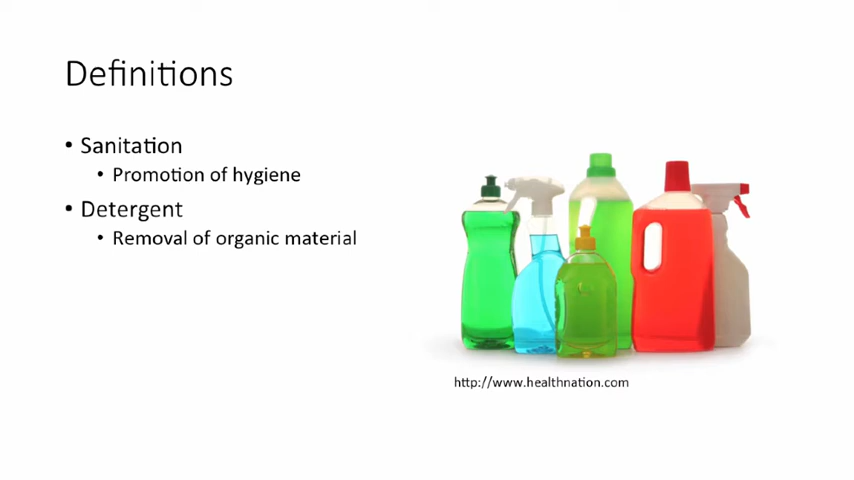 Definitions
• Sanitation
• Promotion of hygiene
• Detergent
• Removal of organic material
http://www.healthnation.com